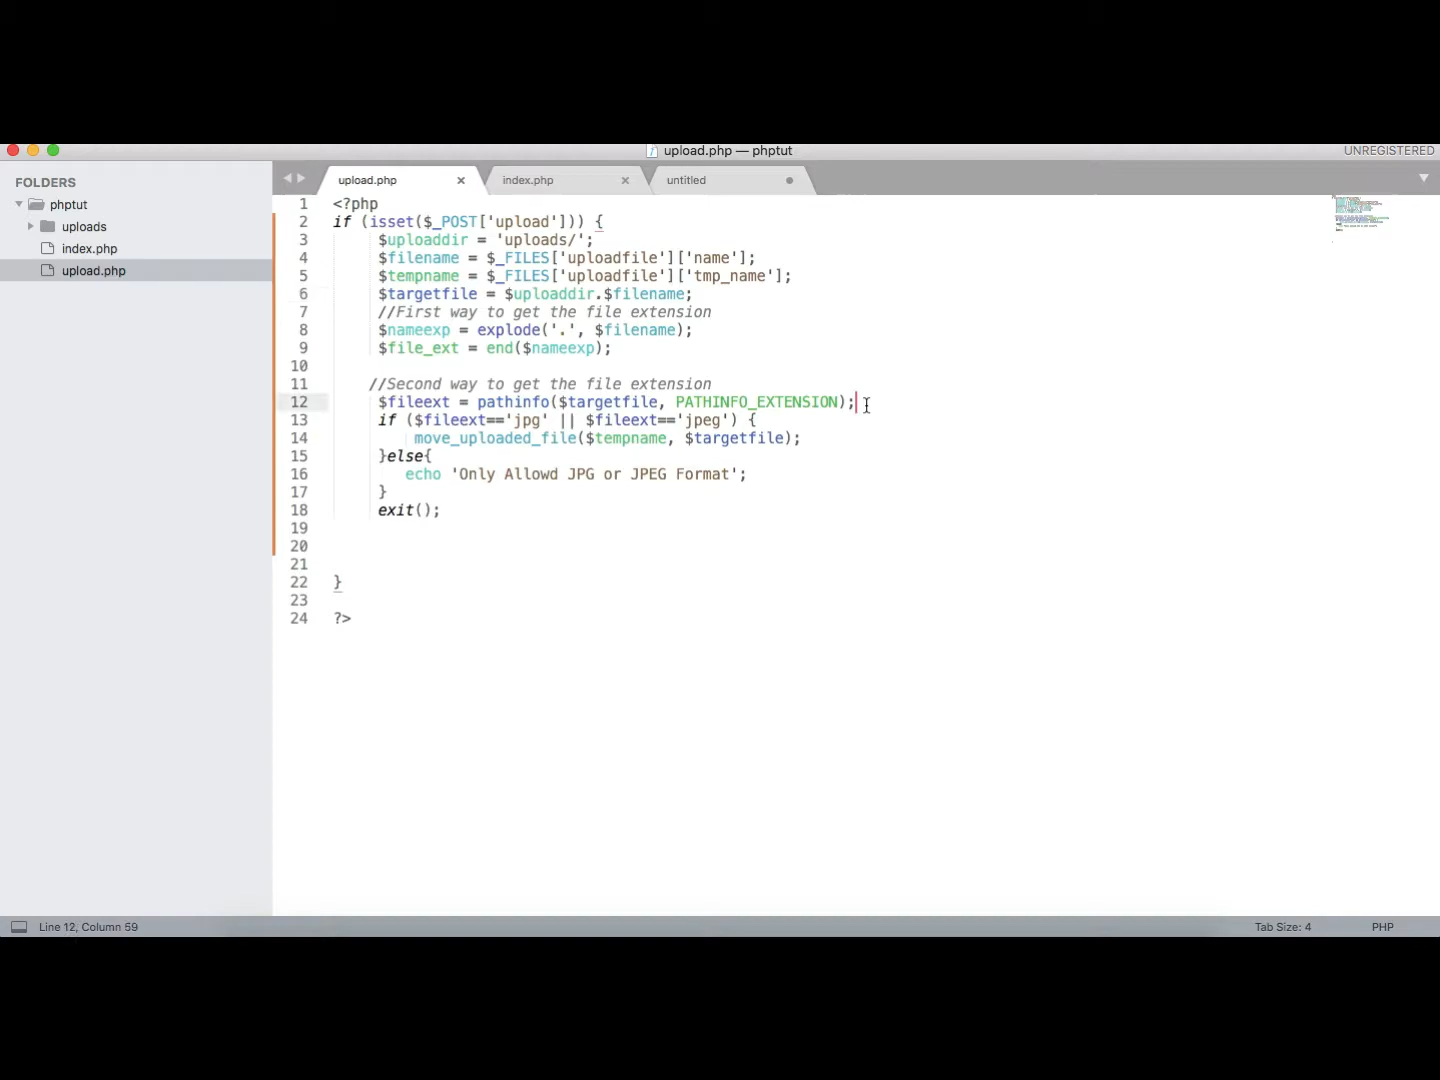 upload.php — phptut
UNREGISTERED
FOLDERS
phptut
uploads
index.php
upload.php
upload.php ×
index.php ×
untitled
1 <?php
2 if (isset($_POST['upload'])) {
3 $uploaddir = 'uploads/';
4 $filename = $_FILES['uploadfile']['name'];
5 $tempname = $_FILES['uploadfile']['tmp_name'];
6 $targetfile = $uploaddir.$filename;
7 //First way to get the file extension
8 $nameexp = explode('.', $filename);
9 $file_ext = end($nameexp);
10
11 //Second way to get the file extension
12 $fileext = pathinfo($targetfile, PATHINFO_EXTENSION);
13 if ($fileext=='jpg' || $fileext=='jpeg') {
14 move_uploaded_file($tempname, $targetfile);
15 }else{
16 echo 'Only Allowd JPG or JPEG Format';
17 }
18 exit();
19
20
21
22 }
23
24 ?>
Line 12, Column 59
Tab Size: 4
PHP